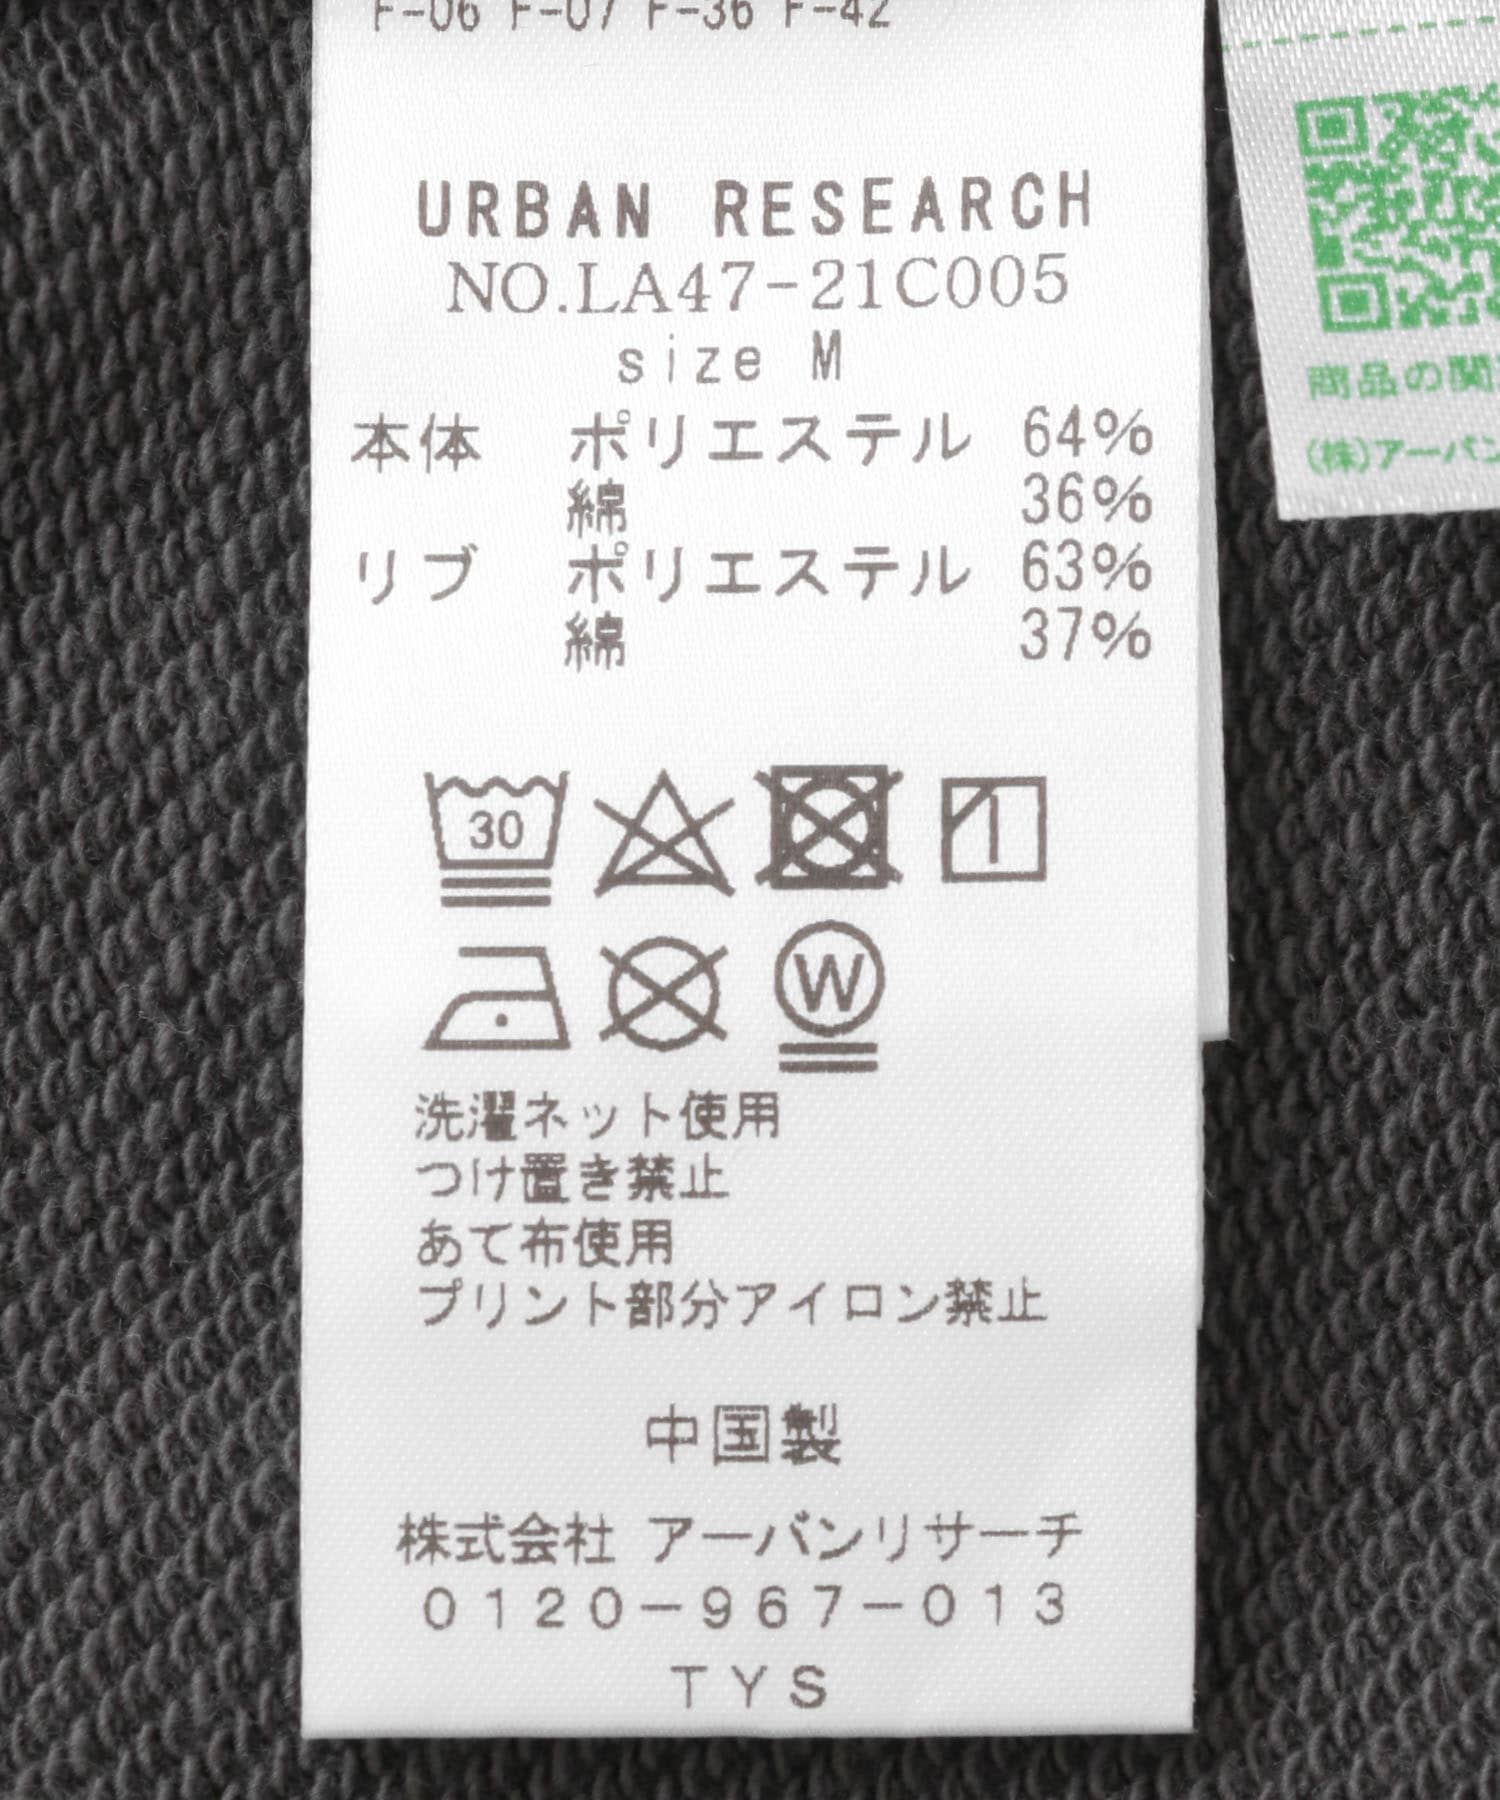 F-06 F-07 F-36 F-42
URBAN RESEARCH
NO.LA47-21C005
size M
本体 ポリエステル 64%
綿 36%
リブ ポリエステル 63%
綿 37%
30
W
洗濯ネット使用
つけ置き禁止
あて布使用
プリント部分アイロン禁止
中国製
株式会社 アーバンリサーチ
0120-967-013
TYS
商品の関
(株)アーバン